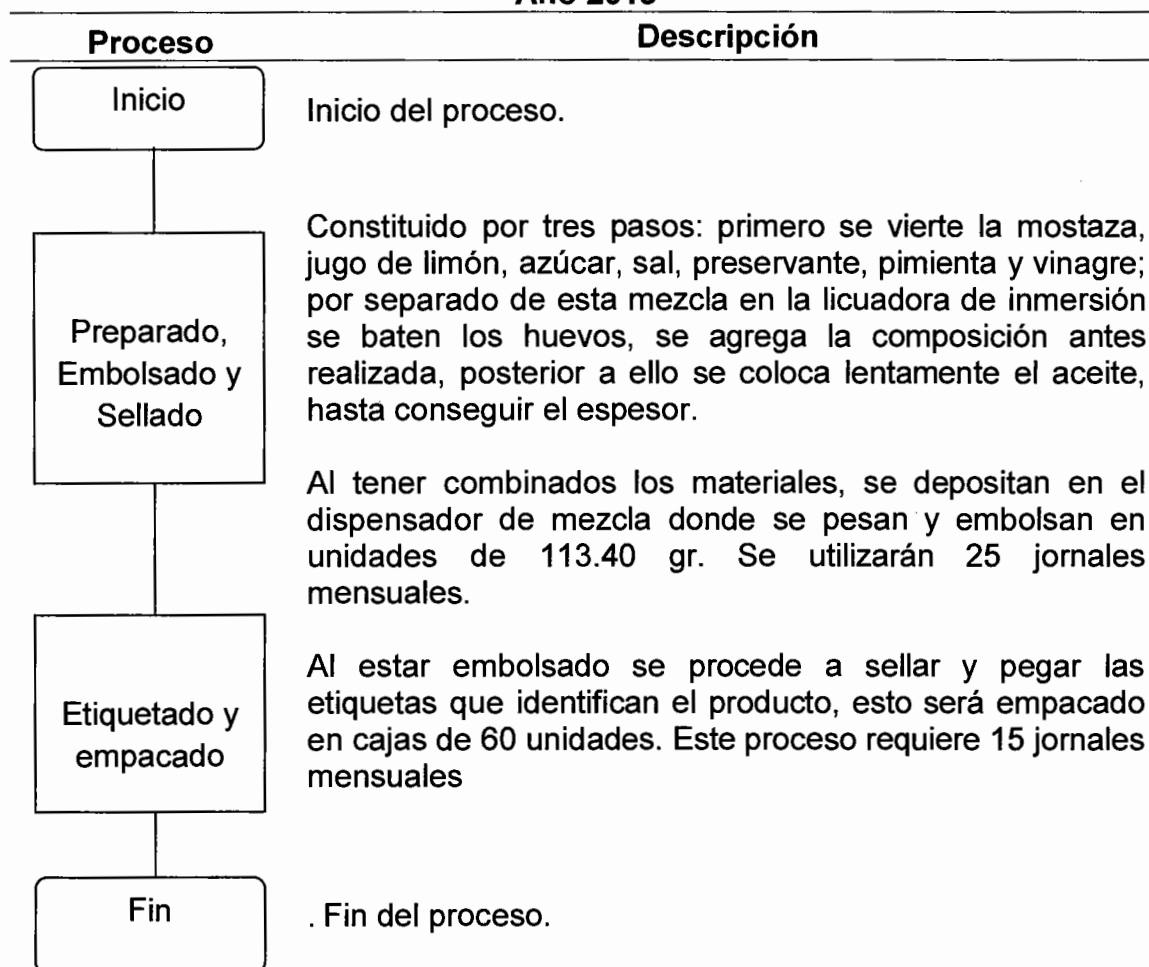 Proceso Descripción
Inicio
Inicio del proceso.
Preparado,
Embolsado y
Sellado
Constituido por tres pasos: primero se vierte la mostaza,
jugo de limón, azúcar, sal, preservante, pimienta y vinagre;
por separado de esta mezcla en la licuadora de inmersión
se baten los huevos, se agrega la composición antes
realizada, posterior a ello se coloca lentamente el aceite,
hasta conseguir el espesor.
Al tener combinados los materiales, se depositan en el
dispensador de mezcla donde se pesan y embolsan en
unidades de 113.40 gr. Se utilizarán 25 jornales
mensuales.
Etiquetado y
empacado
Al estar embolsado se procede a sellar y pegar las
etiquetas que identifican el producto, esto será empacado
en cajas de 60 unidades. Este proceso requiere 15 jornales
mensuales
Fin
. Fin del proceso.